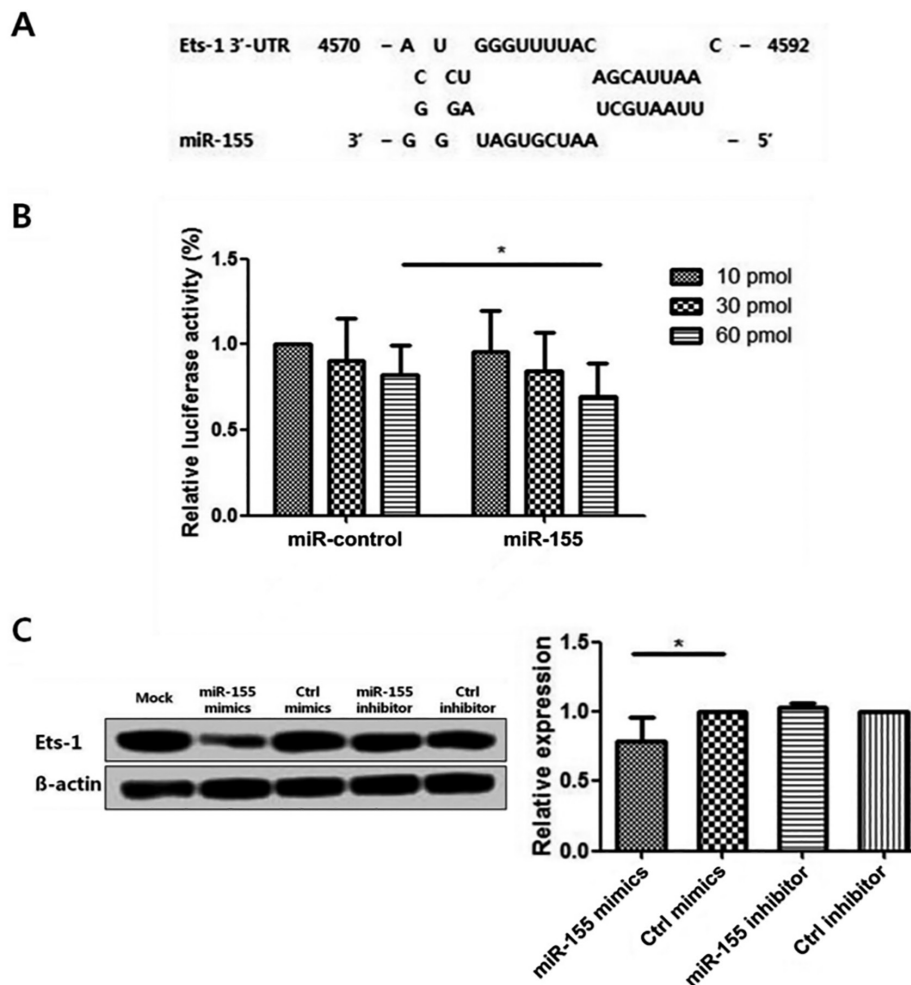 A
Ets-1 3′-UTR 4570 – A U GGGUUUUAC C – 4592
C CU AGCAUUAA
G GA UCGUAAUU
miR-155 3′ – G G UAGUGCUAA – 5′
B
Relative luciferase activity (%)
1.5
1.0
0.5
0.0
*
miR-control miR-155
10 pmol
30 pmol
60 pmol
C
Mock miR-155 mimics Ctrl mimics miR-155 inhibitor Ctrl inhibitor
Ets-1
ß-actin
Relative expression
1.5
1.0
0.5
0.0
*
miR-155 mimics
Ctrl mimics
miR-155 inhibitor
Ctrl inhibitor